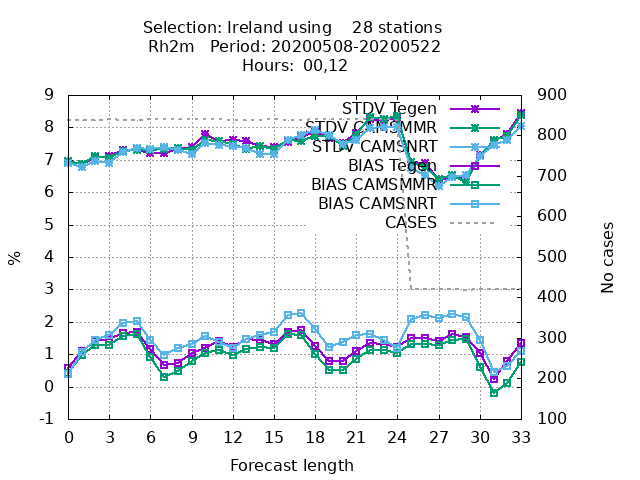 Selection: Ireland using 28 stations
Rh2m Period: 20200508-20200522
Hours: 00,12
9
8
7
6
5
4
3
2
1
0
-1
%
900
800
700
600
500
400
300
200
100
No cases
STDV Tegen
STDV CAMSMMR
STDV CAMSNRT
BIAS Tegen
BIAS CAMSMMR
BIAS CAMSNRT
CASES
0 3 6 9 12 15 18 21 24 27 30 33
Forecast length